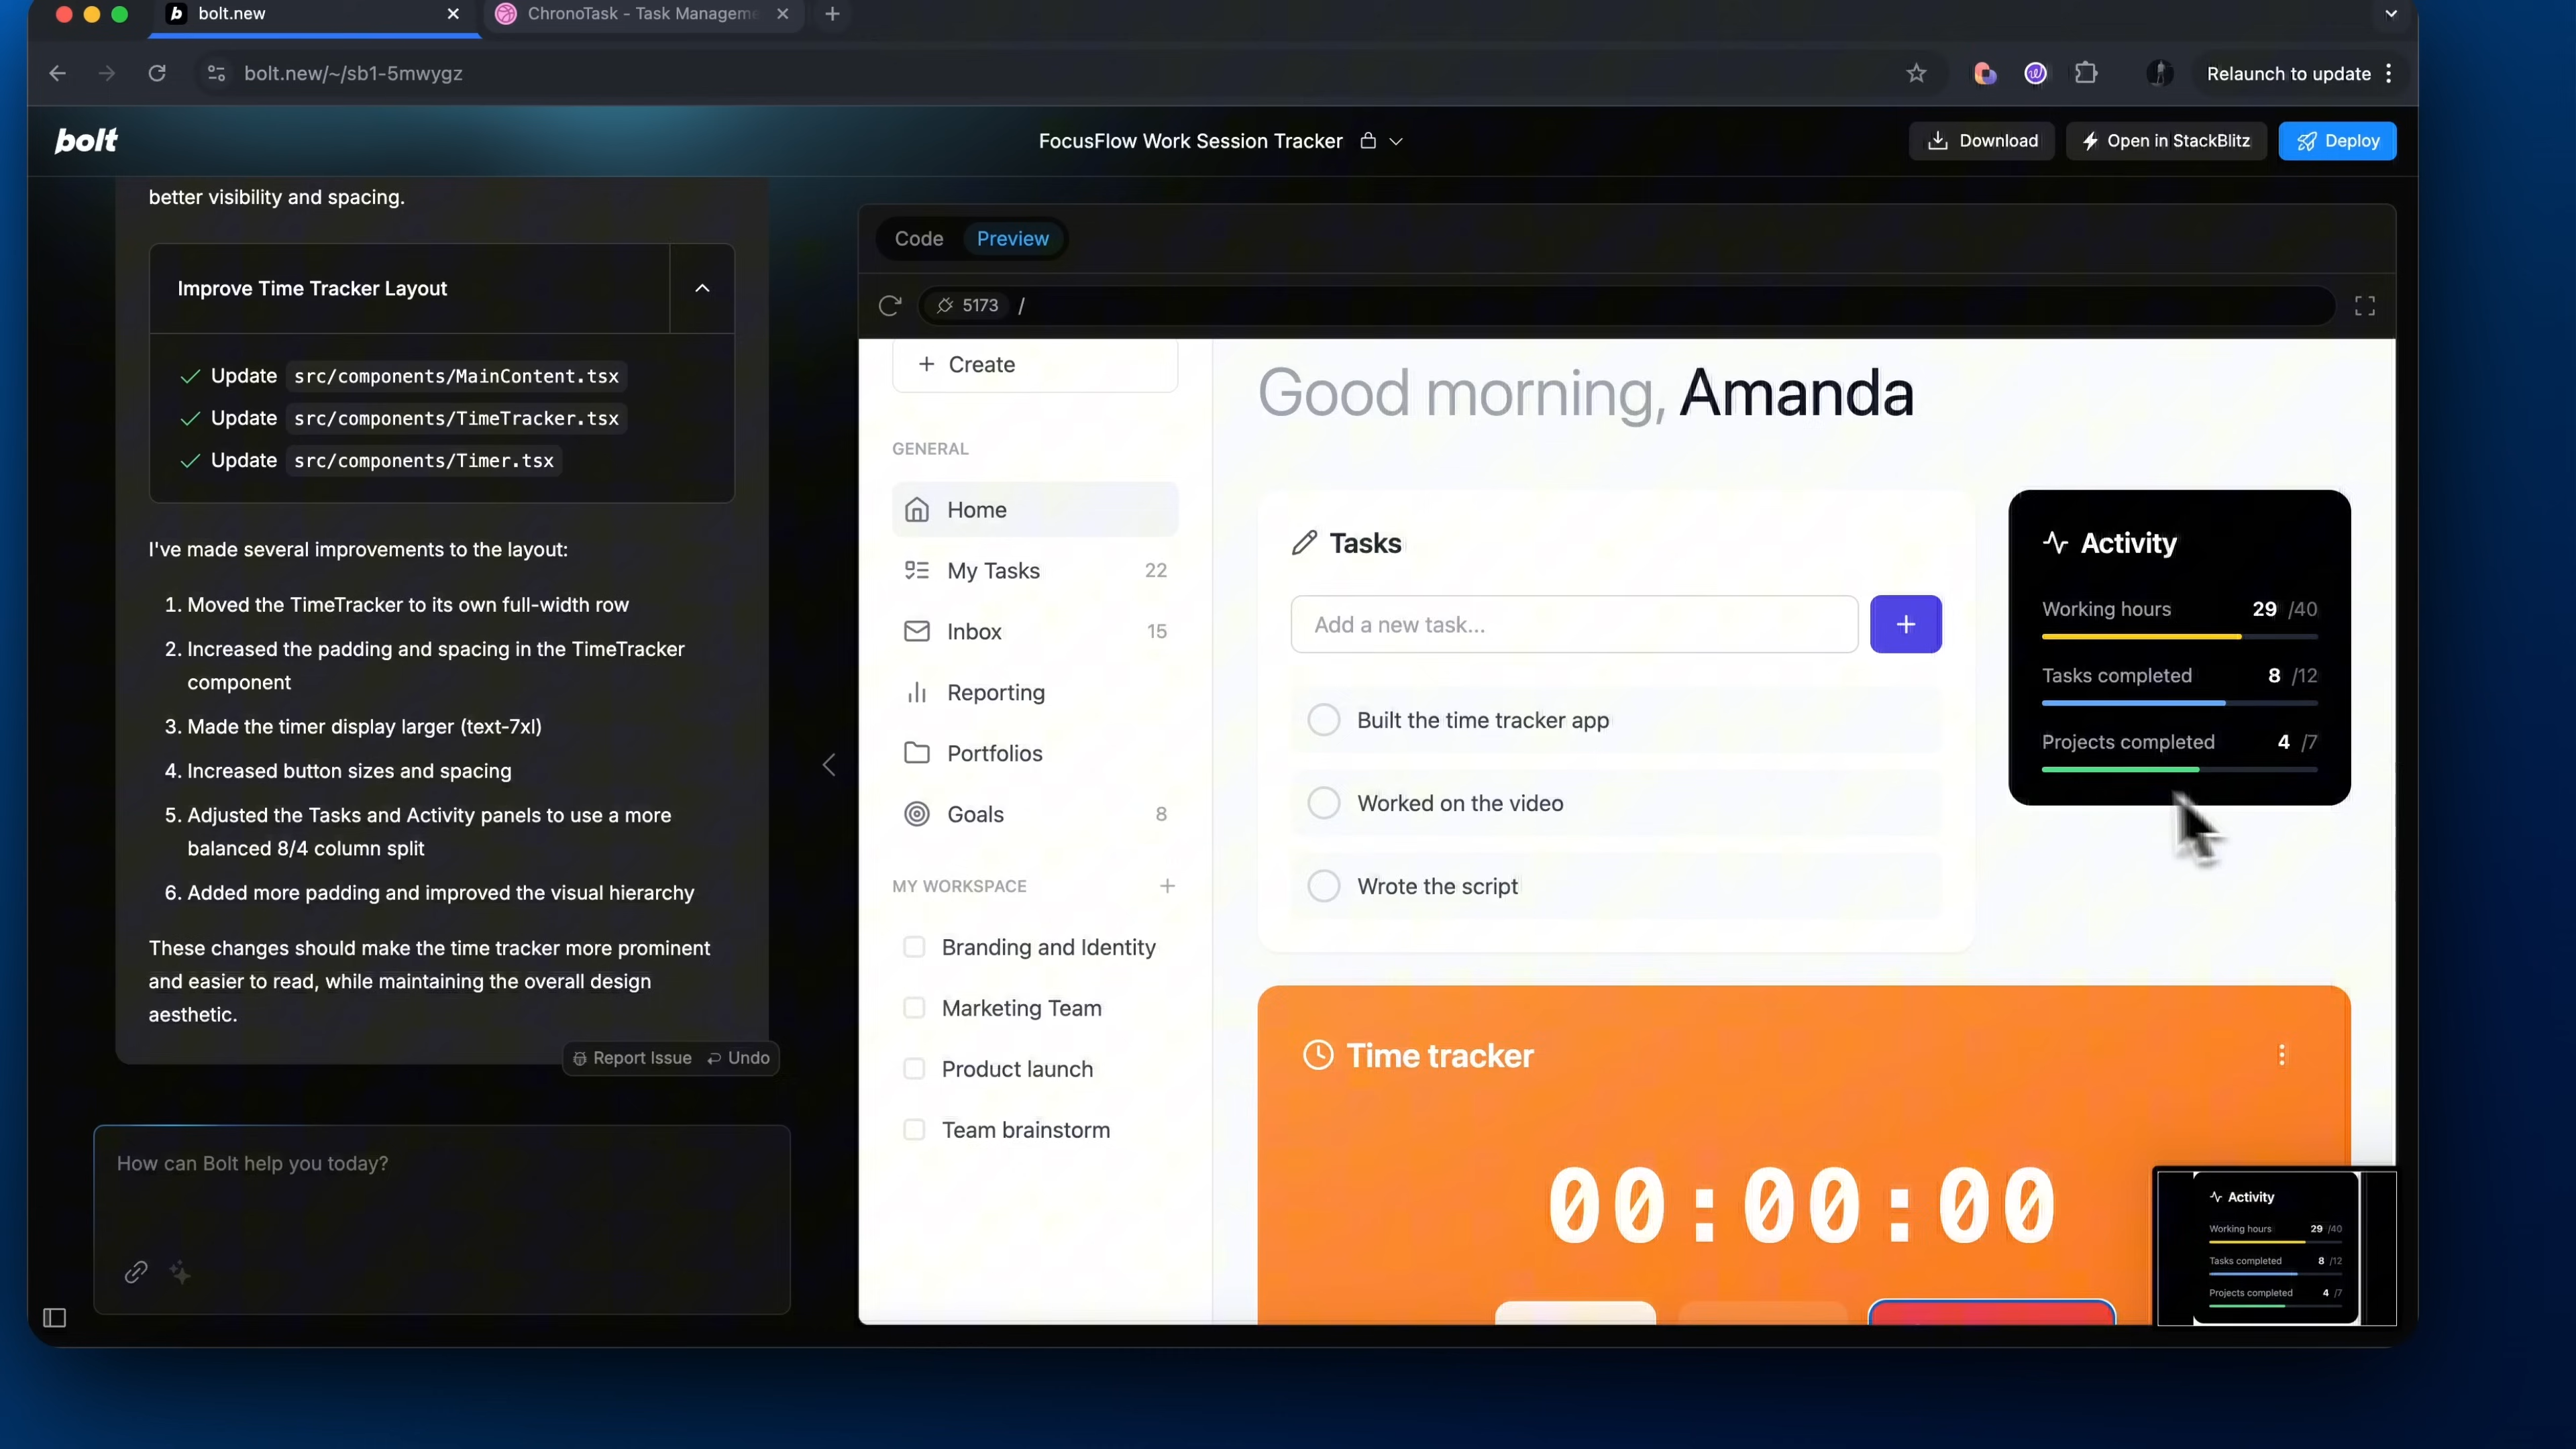 bolt.new
ChronoTask - Task Manageme
bolt.new/~/sb1-5mwygz
Relaunch to update
bolt
FocusFlow Work Session Tracker
Download
Open in StackBlitz
Deploy
better visibility and spacing.
Improve Time Tracker Layout
Update src/components/MainContent.tsx
Update src/components/TimeTracker.tsx
Update src/components/Timer.tsx
I've made several improvements to the layout:
1. Moved the TimeTracker to its own full-width row
2. Increased the padding and spacing in the TimeTracker
component
3. Made the timer display larger (text-7xl)
4. Increased button sizes and spacing
5. Adjusted the Tasks and Activity panels to use a more
balanced 8/4 column split
6. Added more padding and improved the visual hierarchy
These changes should make the time tracker more prominent
and easier to read, while maintaining the overall design
aesthetic.
Report Issue
Undo
How can Bolt help you today?
Code
Preview
5173 /
+ Create
GENERAL
Home
My Tasks 22
Inbox 15
Reporting
Portfolios
Goals 8
MY WORKSPACE +
Branding and Identity
Marketing Team
Product launch
Team brainstorm
Good morning, Amanda
Tasks
Add a new task...
+
Built the time tracker app
Worked on the video
Wrote the script
Activity
Working hours 29 /40
Tasks completed 8 /12
Projects completed 4 /7
Time tracker
00:00:00
Activity
Working hours 29 /40
Tasks completed 8 /12
Projects completed 4 /7